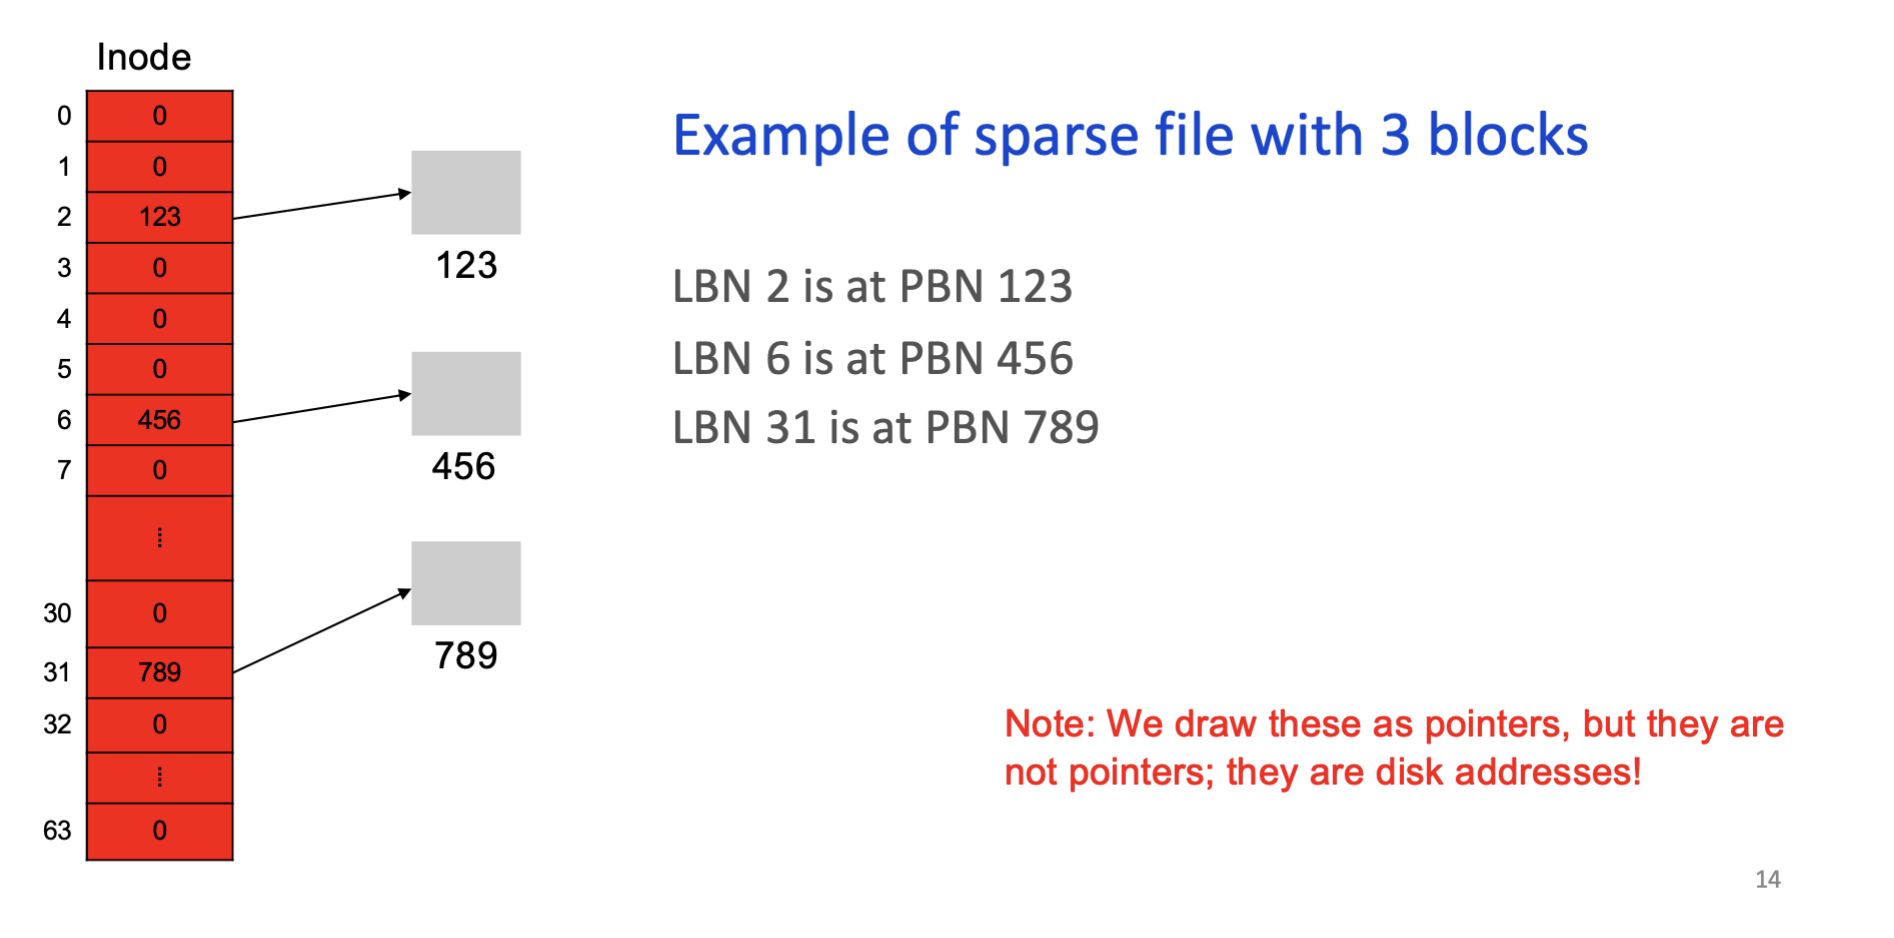 Inode
0 0
1 0
2 123
3 0
4 0
5 0
6 456
7 0
⁞
30 0
31 789
32 0
⁞
63 0
123
456
789
Example of sparse file with 3 blocks
LBN 2 is at PBN 123
LBN 6 is at PBN 456
LBN 31 is at PBN 789
Note: We draw these as pointers, but they are
not pointers; they are disk addresses!
14